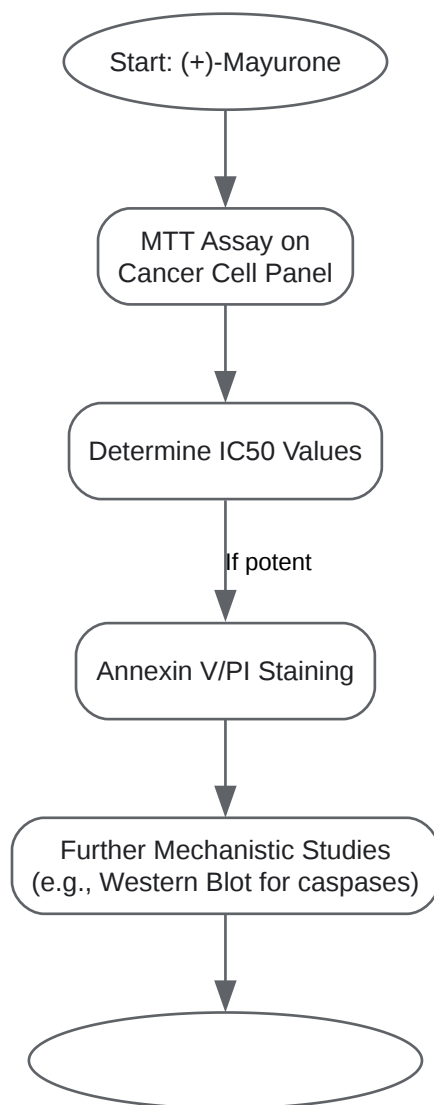 Start: (+)-Mayurone
MTT Assay on
Cancer Cell Panel
Determine IC50 Values
If potent
Annexin V/PI Staining
Further Mechanistic Studies
(e.g., Western Blot for caspases)